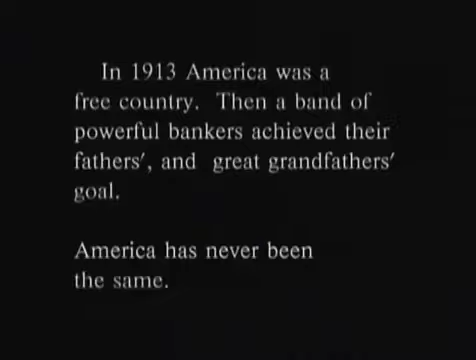 In 1913 America was a
free country. Then a band of
powerful bankers achieved their
fathers', and great grandfathers'
goal.
America has never been
the same.